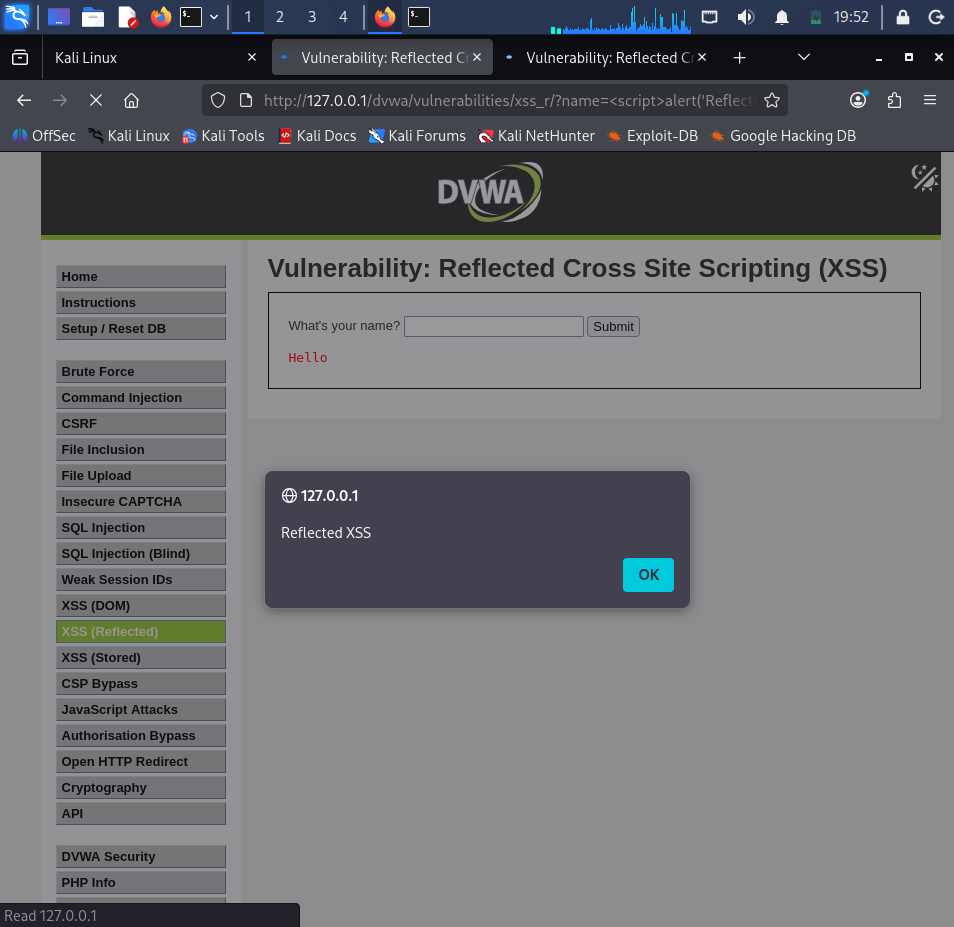 1 2 3 4 19:52
Kali Linux Vulnerability: Reflected C Vulnerability: Reflected C
http://127.0.0.1/dvwa/vulnerabilities/xss_r/?name=<script>alert('Reflect
OffSec Kali Linux Kali Tools Kali Docs Kali Forums Kali NetHunter Exploit-DB Google Hacking DB
DVWA
Vulnerability: Reflected Cross Site Scripting (XSS)
What's your name? Submit
Hello
Home
Instructions
Setup / Reset DB
Brute Force
Command Injection
CSRF
File Inclusion
File Upload
Insecure CAPTCHA
SQL Injection
SQL Injection (Blind)
Weak Session IDs
XSS (DOM)
XSS (Reflected)
XSS (Stored)
CSP Bypass
JavaScript Attacks
Authorisation Bypass
Open HTTP Redirect
Cryptography
API
DVWA Security
PHP Info
127.0.0.1
Reflected XSS
OK
Read 127.0.0.1